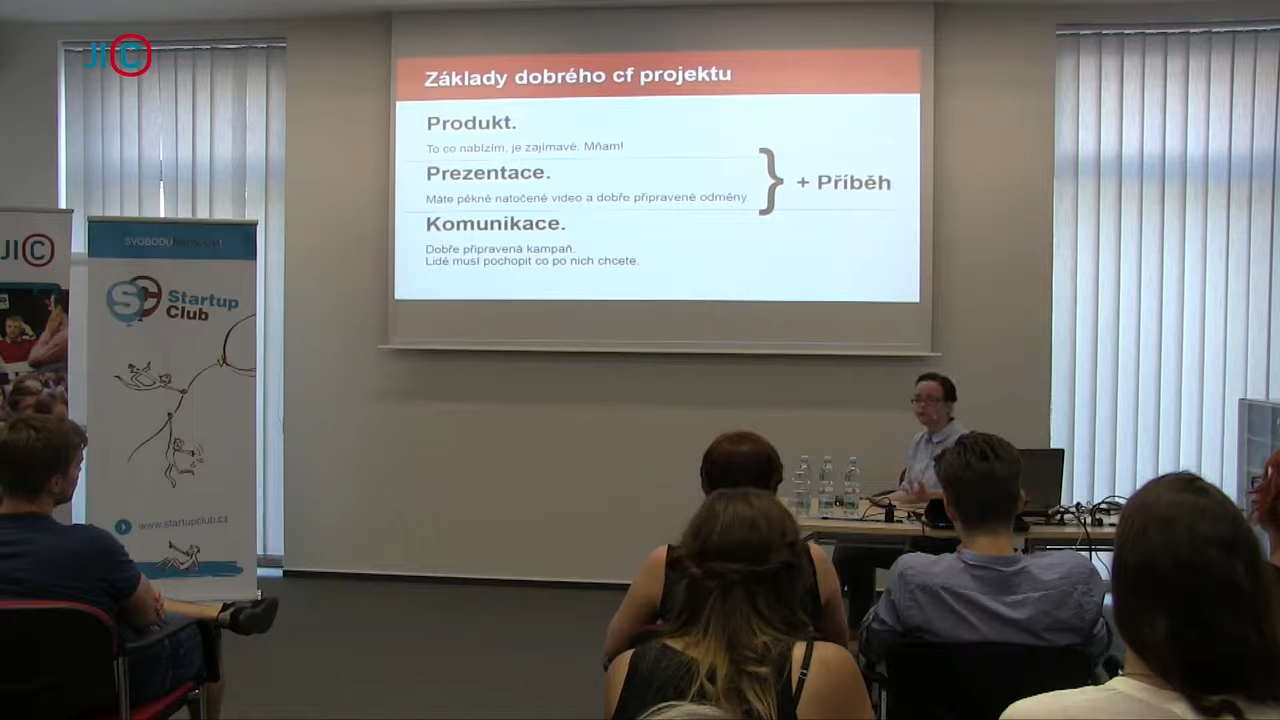 JIC
Základy dobrého cf projektu
Produkt.
To co nabízím, je zajímavé. Mňam!
Prezentace.
Máte pěkně natočené video a dobře připravené odměny.
Komunikace.
Dobře připravená kampaň.
Lidé musí pochopit co po nich chcete.
} + Příběh
JIC
SVOBODU
SC Startup
Club
www.startupclub.cz